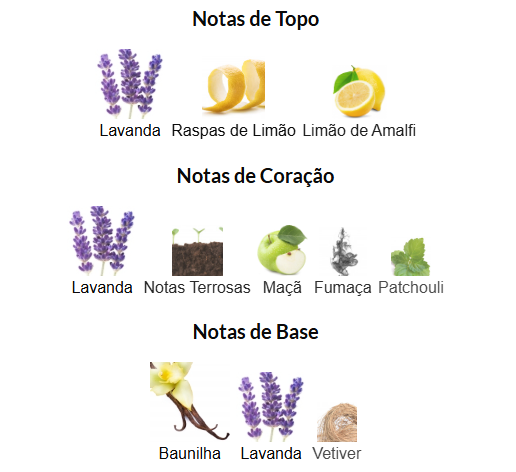 Notas de Topo
Lavanda Raspas de Limão Limão de Amalfi
Notas de Coração
Lavanda Notas Terrosas Maçã Fumaça Patchouli
Notas de Base
Baunilha Lavanda Vetiver